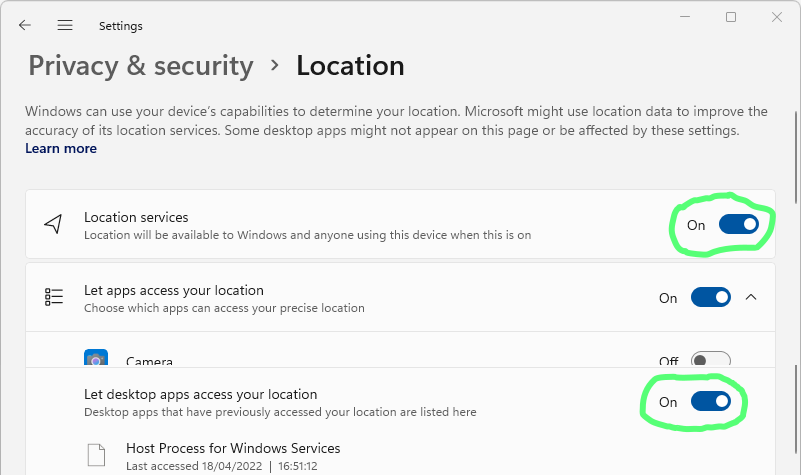 Settings
Privacy & security › Location
Windows can use your device's capabilities to determine your location. Microsoft might use location data to improve the
accuracy of its location services. Some desktop apps might not appear on this page or be affected by these settings.
Learn more
Location services
Location will be available to Windows and anyone using this device when this is on
On
Let apps access your location
Choose which apps can access your precise location
On
Camera
Off
Let desktop apps access your location
Desktop apps that have previously accessed your location are listed here
On
Host Process for Windows Services
Last accessed 18/04/2022 | 16:51:12